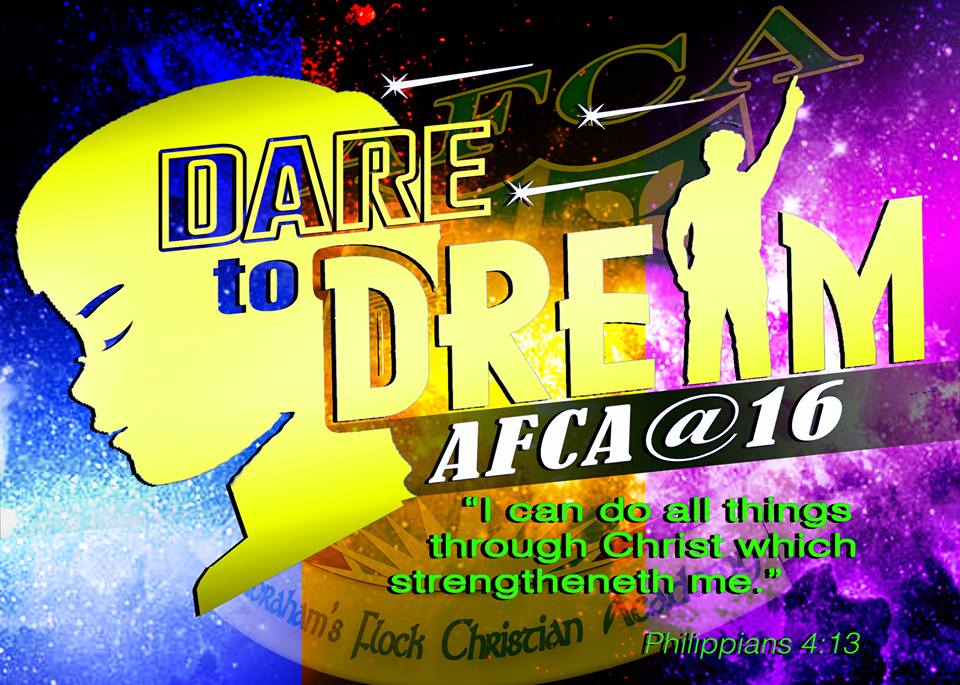 AFCA
DARE
to
DREAM
AFCA@16
"I can do all things
through Christ which
strengtheneth me."
Abraham's Flock Christian Academy
Philippians 4:13